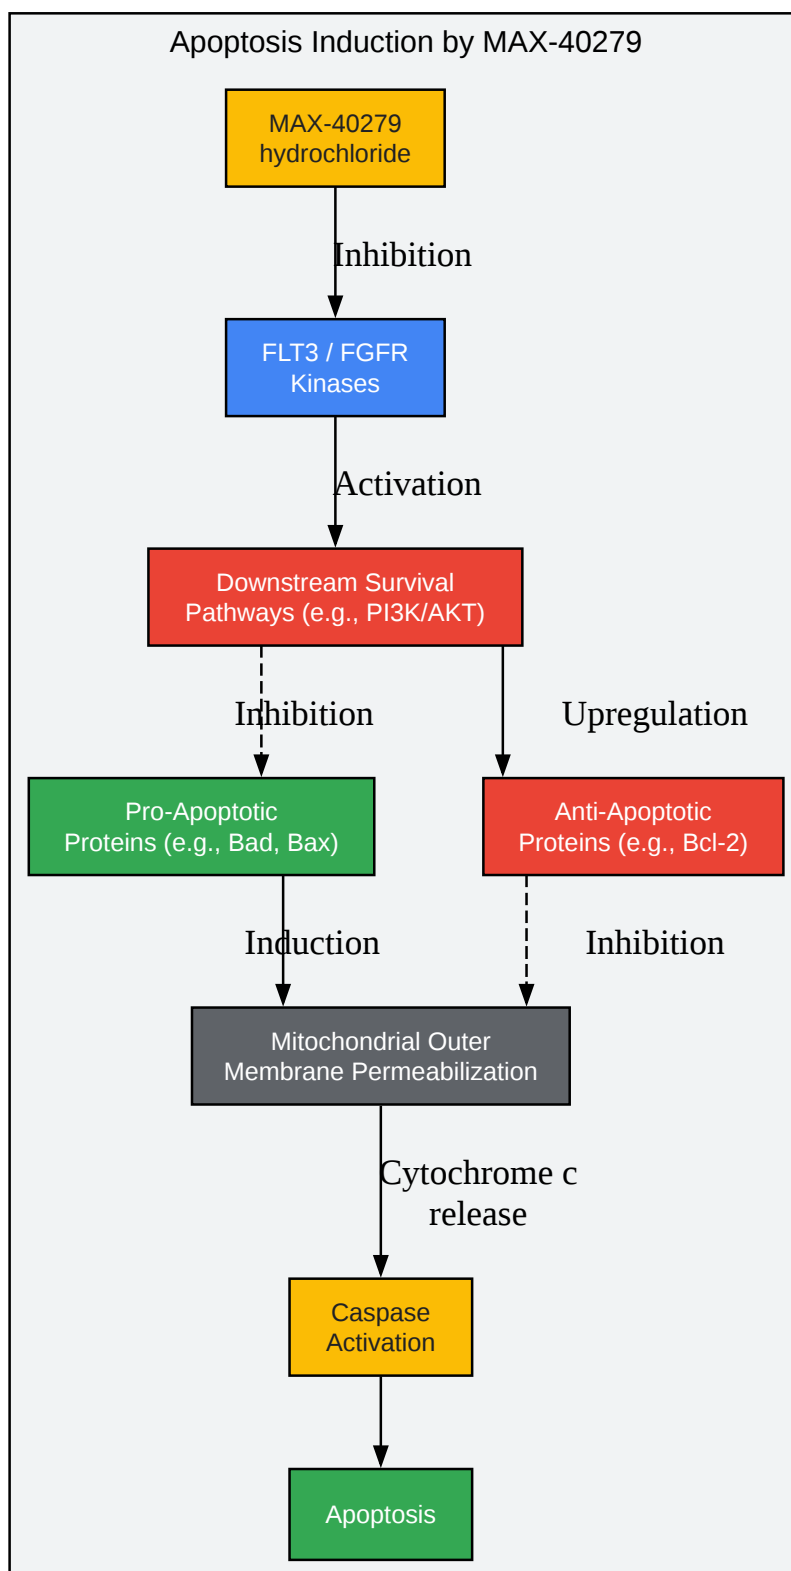 Apoptosis Induction by MAX-40279
MAX-40279
hydrochloride
Inhibition
FLT3 / FGFR
Kinases
Activation
Downstream Survival
Pathways (e.g., PI3K/AKT)
Inhibition
Upregulation
Pro-Apoptotic
Proteins (e.g., Bad, Bax)
Anti-Apoptotic
Proteins (e.g., Bcl-2)
Induction
Inhibition
Mitochondrial Outer
Membrane Permeabilization
Cytochrome c
release
Caspase
Activation
Apoptosis